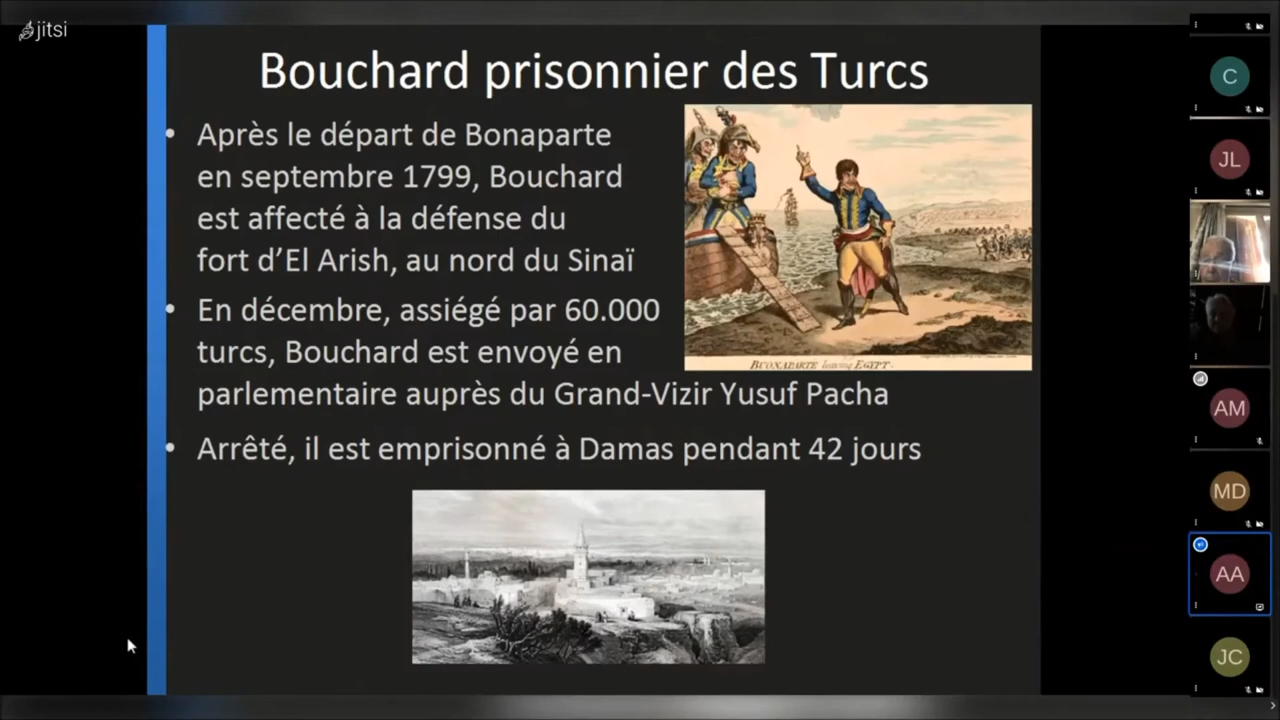 jitsi
Bouchard prisonnier des Turcs
• Après le départ de Bonaparte
en septembre 1799, Bouchard
est affecté à la défense du
fort d'El Arish, au nord du Sinaï
• En décembre, assiégé par 60.000
turcs, Bouchard est envoyé en
parlementaire auprès du Grand-Vizir Yusuf Pacha
• Arrêté, il est emprisonné à Damas pendant 42 jours
BUONAPARTE leaving EGYPT.
C
JL
AM
MD
AA
JC